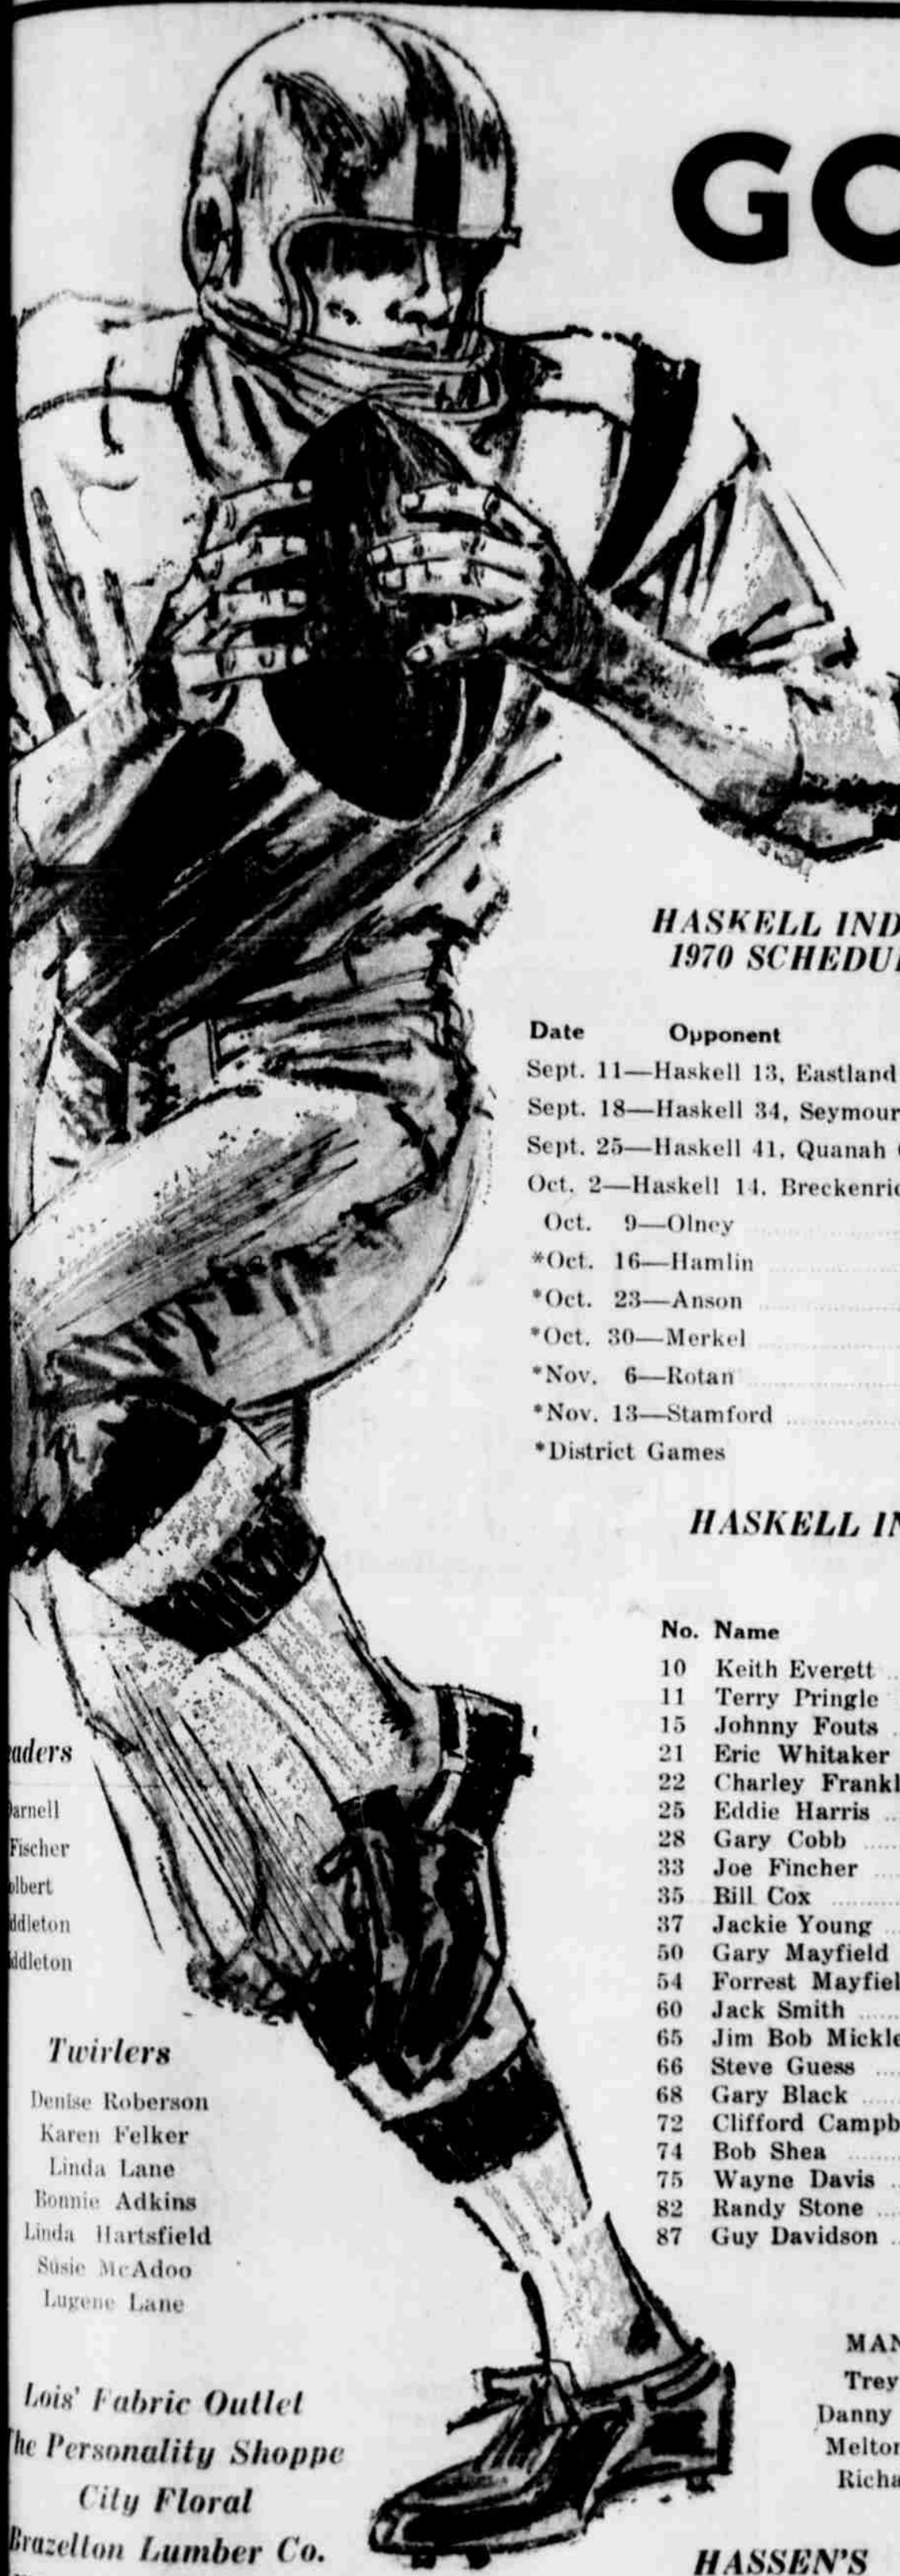 GO
HASKELL IND
1970 SCHEDU
Date Opponent
Sept. 11—Haskell 13, Eastland
Sept. 18—Haskell 34, Seymour
Sept. 25—Haskell 41, Quanah
Oct. 2—Haskell 14, Breckenri
Oct. 9—Olney
*Oct. 16—Hamlin
*Oct. 23—Anson
*Oct. 30—Merkel
*Nov. 6—Rotan
*Nov. 13—Stamford
*District Games
HASKELL IN
No. Name
10 Keith Everett
11 Terry Pringle
15 Johnny Fouts
21 Eric Whitaker
22 Charley Frankl
25 Eddie Harris
28 Gary Cobb
33 Joe Fincher
35 Bill Cox
37 Jackie Young
50 Gary Mayfield
54 Forrest Mayfiel
60 Jack Smith
65 Jim Bob Mickle
66 Steve Guess
68 Gary Black
72 Clifford Campb
74 Bob Shea
75 Wayne Davis
82 Randy Stone
87 Guy Davidson
MAN
Trey
Danny
Melton
Richa
HASSEN'S
aders
arnell
Fischer
olbert
ddleton
ddleton
Twirlers
Denise Roberson
Karen Felker
Linda Lane
Bonnie Adkins
Linda Hartsfield
Susie McAdoo
Lugene Lane
Lois' Fabric Outlet
The Personality Shoppe
City Floral
Brazelton Lumber Co.